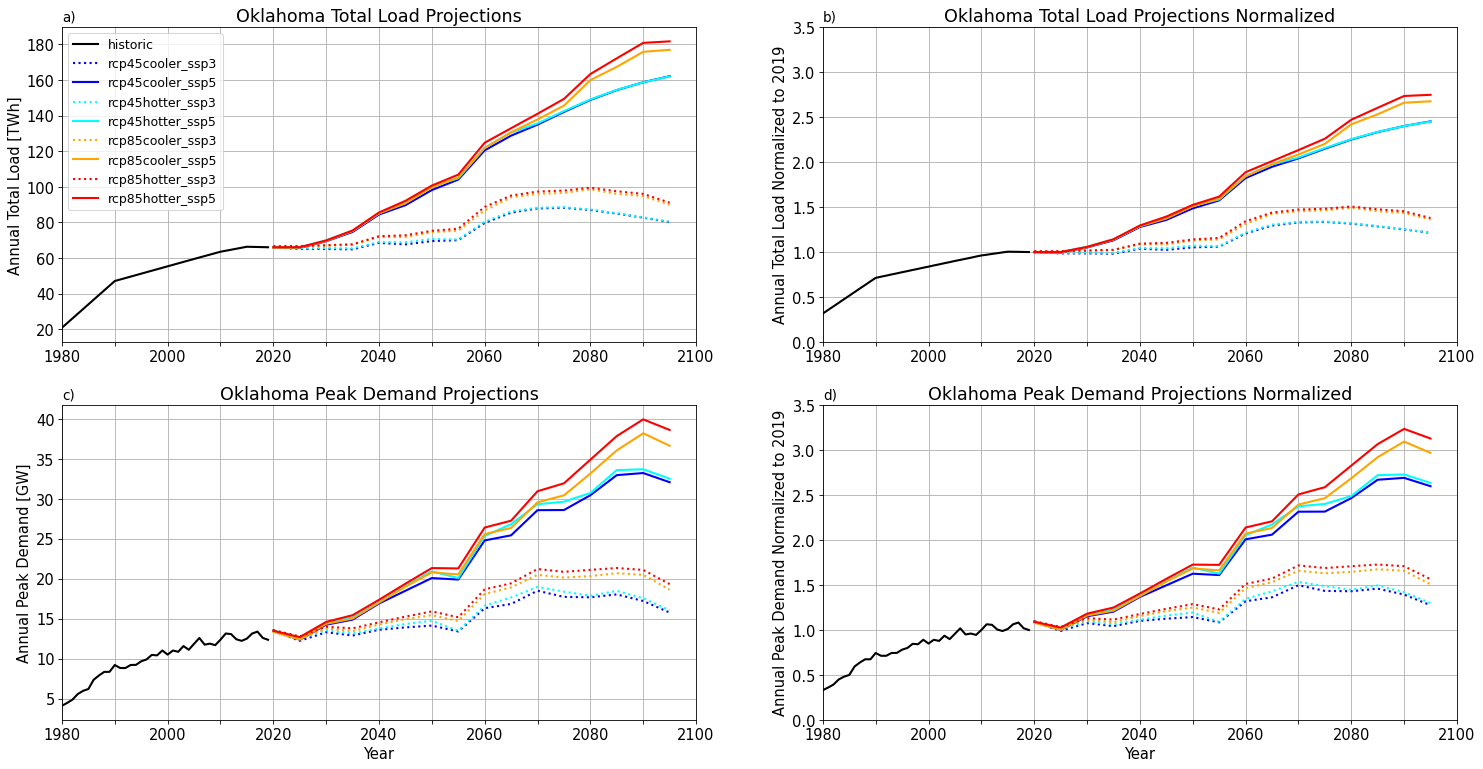 a)
Oklahoma Total Load Projections
Annual Total Load [TWh]
180
160
140
120
100
80
60
40
20
historic
rcp45cooler_ssp3
rcp45cooler_ssp5
rcp45hotter_ssp3
rcp45hotter_ssp5
rcp85cooler_ssp3
rcp85cooler_ssp5
rcp85hotter_ssp3
rcp85hotter_ssp5
1980 2000 2020 2040 2060 2080 2100
b)
Oklahoma Total Load Projections Normalized
Annual Total Load Normalized to 2019
3.5
3.0
2.5
2.0
1.5
1.0
0.5
0.0
1980 2000 2020 2040 2060 2080 2100
c)
Oklahoma Peak Demand Projections
Annual Peak Demand [GW]
40
35
30
25
20
15
10
5
1980 2000 2020 2040 2060 2080 2100
Year
d)
Oklahoma Peak Demand Projections Normalized
Annual Peak Demand Normalized to 2019
3.5
3.0
2.5
2.0
1.5
1.0
0.5
0.0
1980 2000 2020 2040 2060 2080 2100
Year